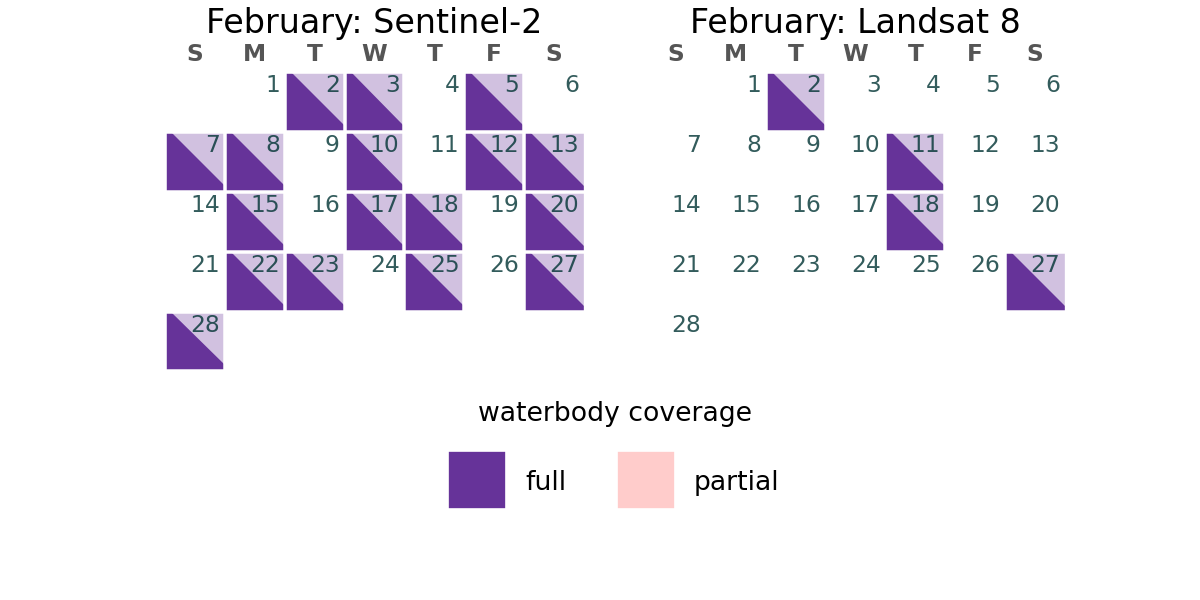 February: Sentinel-2
S M T W T F S
1 2 3 4 5 6
7 8 9 10 11 12 13
14 15 16 17 18 19 20
21 22 23 24 25 26 27
28
February: Landsat 8
S M T W T F S
1 2 3 4 5 6
7 8 9 10 11 12 13
14 15 16 17 18 19 20
21 22 23 24 25 26 27
28
waterbody coverage
full partial